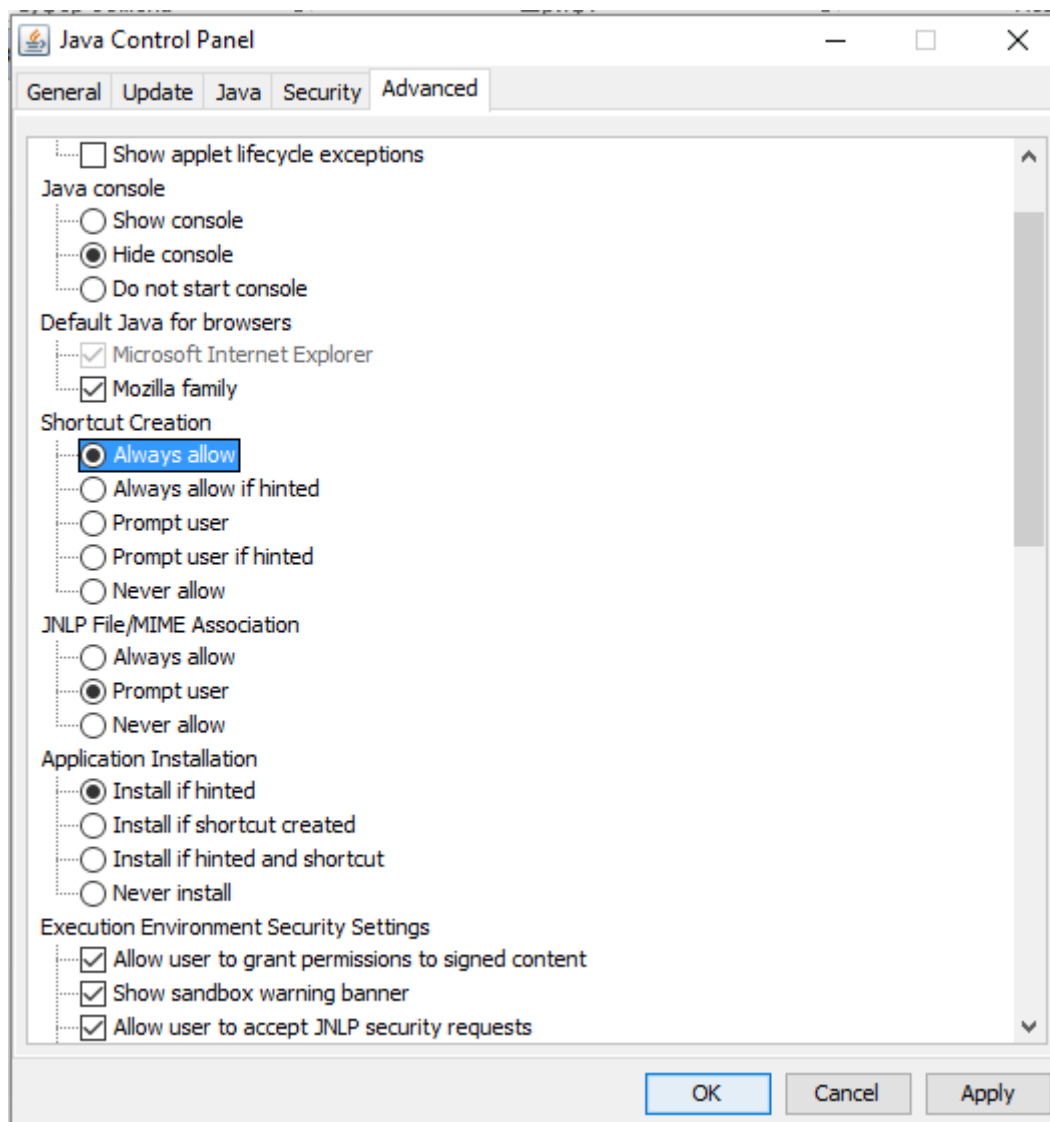 Java Control Panel
General Update Java Security Advanced
Show applet lifecycle exceptions
Java console
Show console
Hide console
Do not start console
Default Java for browsers
Microsoft Internet Explorer
Mozilla family
Shortcut Creation
Always allow
Always allow if hinted
Prompt user
Prompt user if hinted
Never allow
JNLP File/MIME Association
Always allow
Prompt user
Never allow
Application Installation
Install if hinted
Install if shortcut created
Install if hinted and shortcut
Never install
Execution Environment Security Settings
Allow user to grant permissions to signed content
Show sandbox warning banner
Allow user to accept JNLP security requests
OK Cancel Apply